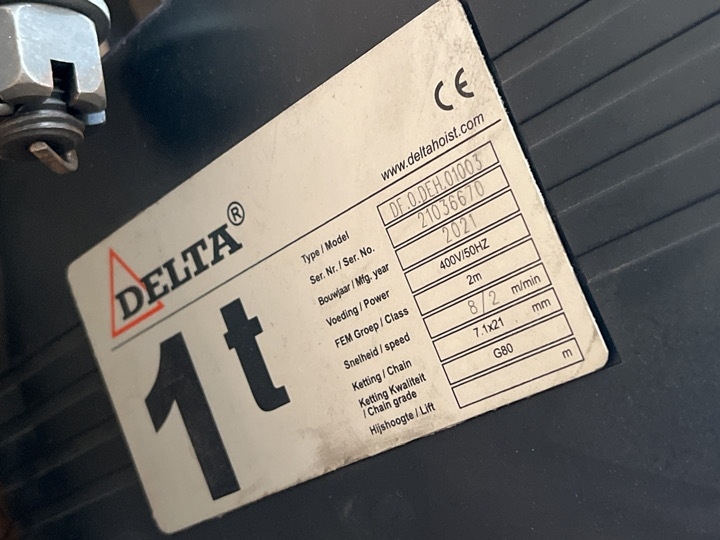 CE
www.deltahoist.com
DELTA®
1t
Type / Model DF.O.DEH.01003
Ser. Nr. / Ser. No. 21036670
Bouwjaar / Mfg. year 2021
Voeding / Power 400V/50HZ
FEM Groep / Class 2m
Snelheid / speed 8/2 m/min
Ketting / Chain 7.1x21 mm
Ketting Kwaliteit G80
/ Chain grade
Hijshoogte / Lift m